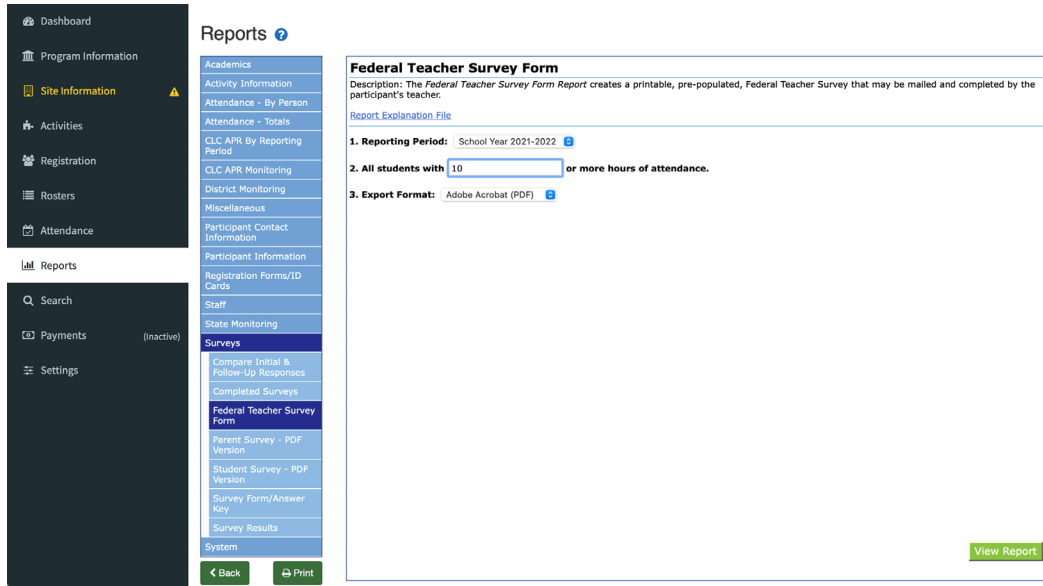 Dashboard
Program Information
Site Information
Activities
Registration
Rosters
Attendance
Reports
Search
Payments (Inactive)
Settings
Reports
Academics
Activity Information
Attendance - By Person
Attendance - Totals
CLC APR By Reporting
Period
CLC APR Monitoring
District Monitoring
Miscellaneous
Participant Contact
Information
Participant Information
Registration Forms/ID
Cards
Staff
State Monitoring
Surveys
Compare Initial &
Follow-Up Responses
Completed Surveys
Federal Teacher Survey
Form
Parent Survey - PDF
Version
Student Survey - PDF
Version
Survey Form/Answer
Key
Survey Results
System
Back Print
Federal Teacher Survey Form
Description: The Federal Teacher Survey Form Report creates a printable, pre-populated, Federal Teacher Survey that may be mailed and completed by the
participant's teacher.
Report Explanation File
1. Reporting Period: School Year 2021-2022
2. All students with 10 or more hours of attendance.
3. Export Format: Adobe Acrobat (PDF)
View Report